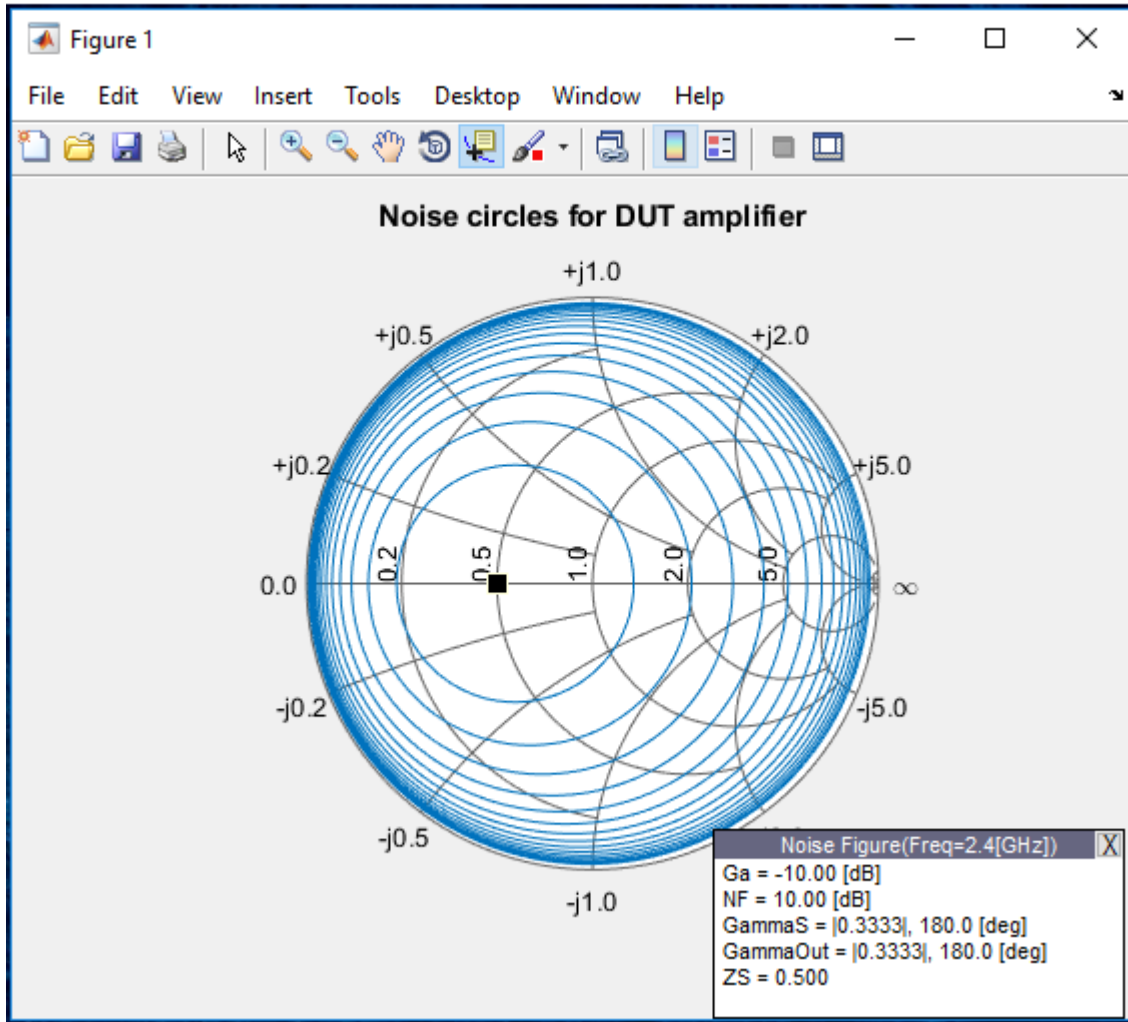 Figure 1
File Edit View Insert Tools Desktop Window Help
Noise circles for DUT amplifier
+j1.0
+j0.5
+j2.0
+j0.2
+j5.0
0.2
0.5
1.0
2.0
5.0
0.0
∞
-j0.2
-j5.0
-j0.5
-j1.0
Noise Figure(Freq=2.4[GHz]) X
Ga = -10.00 [dB]
NF = 10.00 [dB]
GammaS = |0.3333|, 180.0 [deg]
GammaOut = |0.3333|, 180.0 [deg]
ZS = 0.500